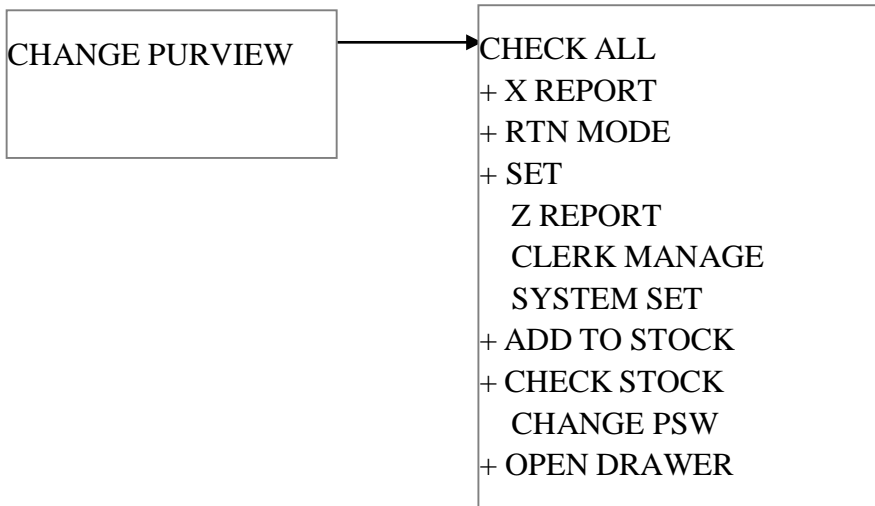 CHANGE PURVIEW
CHECK ALL
+ X REPORT
+ RTN MODE
+ SET
Z REPORT
CLERK MANAGE
SYSTEM SET
+ ADD TO STOCK
+ CHECK STOCK
CHANGE PSW
+ OPEN DRAWER